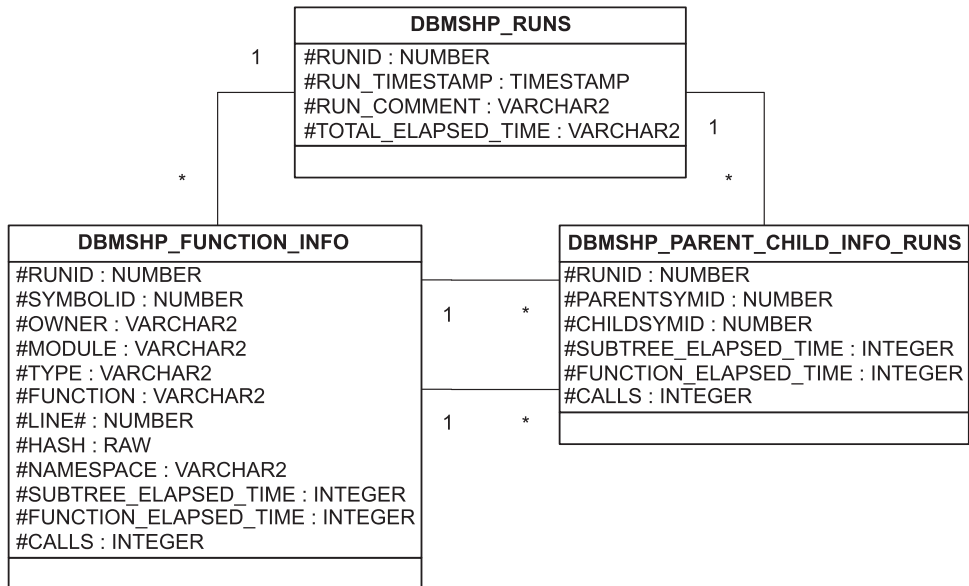 DBMSHP_RUNS
#RUNID : NUMBER
#RUN_TIMESTAMP : TIMESTAMP
#RUN_COMMENT : VARCHAR2
#TOTAL_ELAPSED_TIME : VARCHAR2
1
1
*
*
DBMSHP_FUNCTION_INFO
#RUNID : NUMBER
#SYMBOLID : NUMBER
#OWNER : VARCHAR2
#MODULE : VARCHAR2
#TYPE : VARCHAR2
#FUNCTION : VARCHAR2
#LINE# : NUMBER
#HASH : RAW
#NAMESPACE : VARCHAR2
#SUBTREE_ELAPSED_TIME : INTEGER
#FUNCTION_ELAPSED_TIME : INTEGER
#CALLS : INTEGER
1 *
1 *
DBMSHP_PARENT_CHILD_INFO_RUNS
#RUNID : NUMBER
#PARENTSYMID : NUMBER
#CHILDSYMID : NUMBER
#SUBTREE_ELAPSED_TIME : INTEGER
#FUNCTION_ELAPSED_TIME : INTEGER
#CALLS : INTEGER